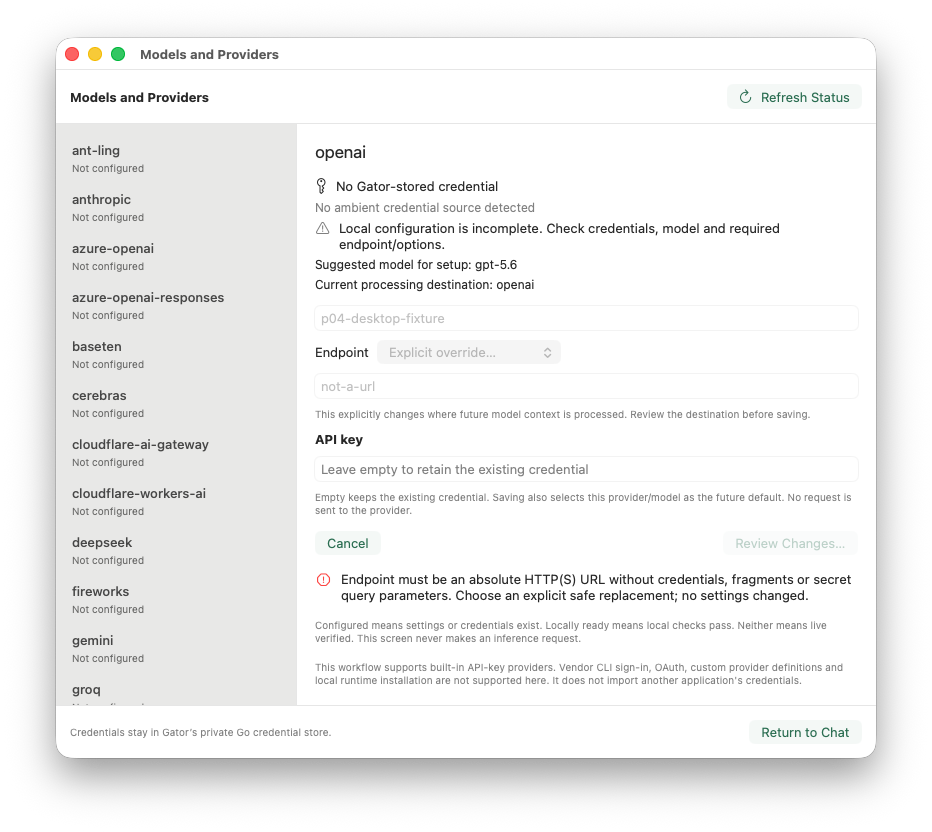 Models and Providers
Models and Providers
Refresh Status
ant-ling
Not configured
anthropic
Not configured
azure-openai
Not configured
azure-openai-responses
Not configured
baseten
Not configured
cerebras
Not configured
cloudflare-ai-gateway
Not configured
cloudflare-workers-ai
Not configured
deepseek
Not configured
fireworks
Not configured
gemini
Not configured
groq
openai
No Gator-stored credential
No ambient credential source detected
Local configuration is incomplete. Check credentials, model and required
endpoint/options.
Suggested model for setup: gpt-5.6
Current processing destination: openai
p04-desktop-fixture
Endpoint Explicit override...
not-a-url
This explicitly changes where future model context is processed. Review the destination before saving.
API key
Leave empty to retain the existing credential
Empty keeps the existing credential. Saving also selects this provider/model as the future default. No request is
sent to the provider.
Cancel
Review Changes...
Endpoint must be an absolute HTTP(S) URL without credentials, fragments or secret
query parameters. Choose an explicit safe replacement; no settings changed.
Configured means settings or credentials exist. Locally ready means local checks pass. Neither means live
verified. This screen never makes an inference request.
This workflow supports built-in API-key providers. Vendor CLI sign-in, OAuth, custom provider definitions and
local runtime installation are not supported here. It does not import another application's credentials.
Credentials stay in Gator's private Go credential store.
Return to Chat